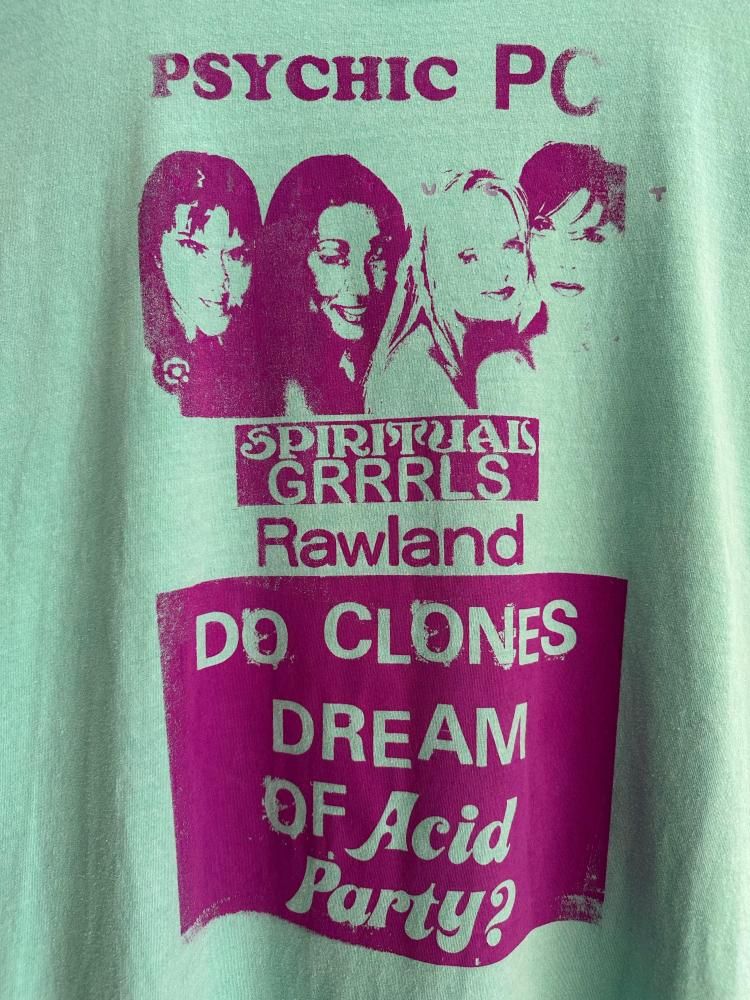 PSYCHIC PC
SPIRITUAL
GRRRLS
Rawland
DO CLONES
DREAM
OF Acid
Party?